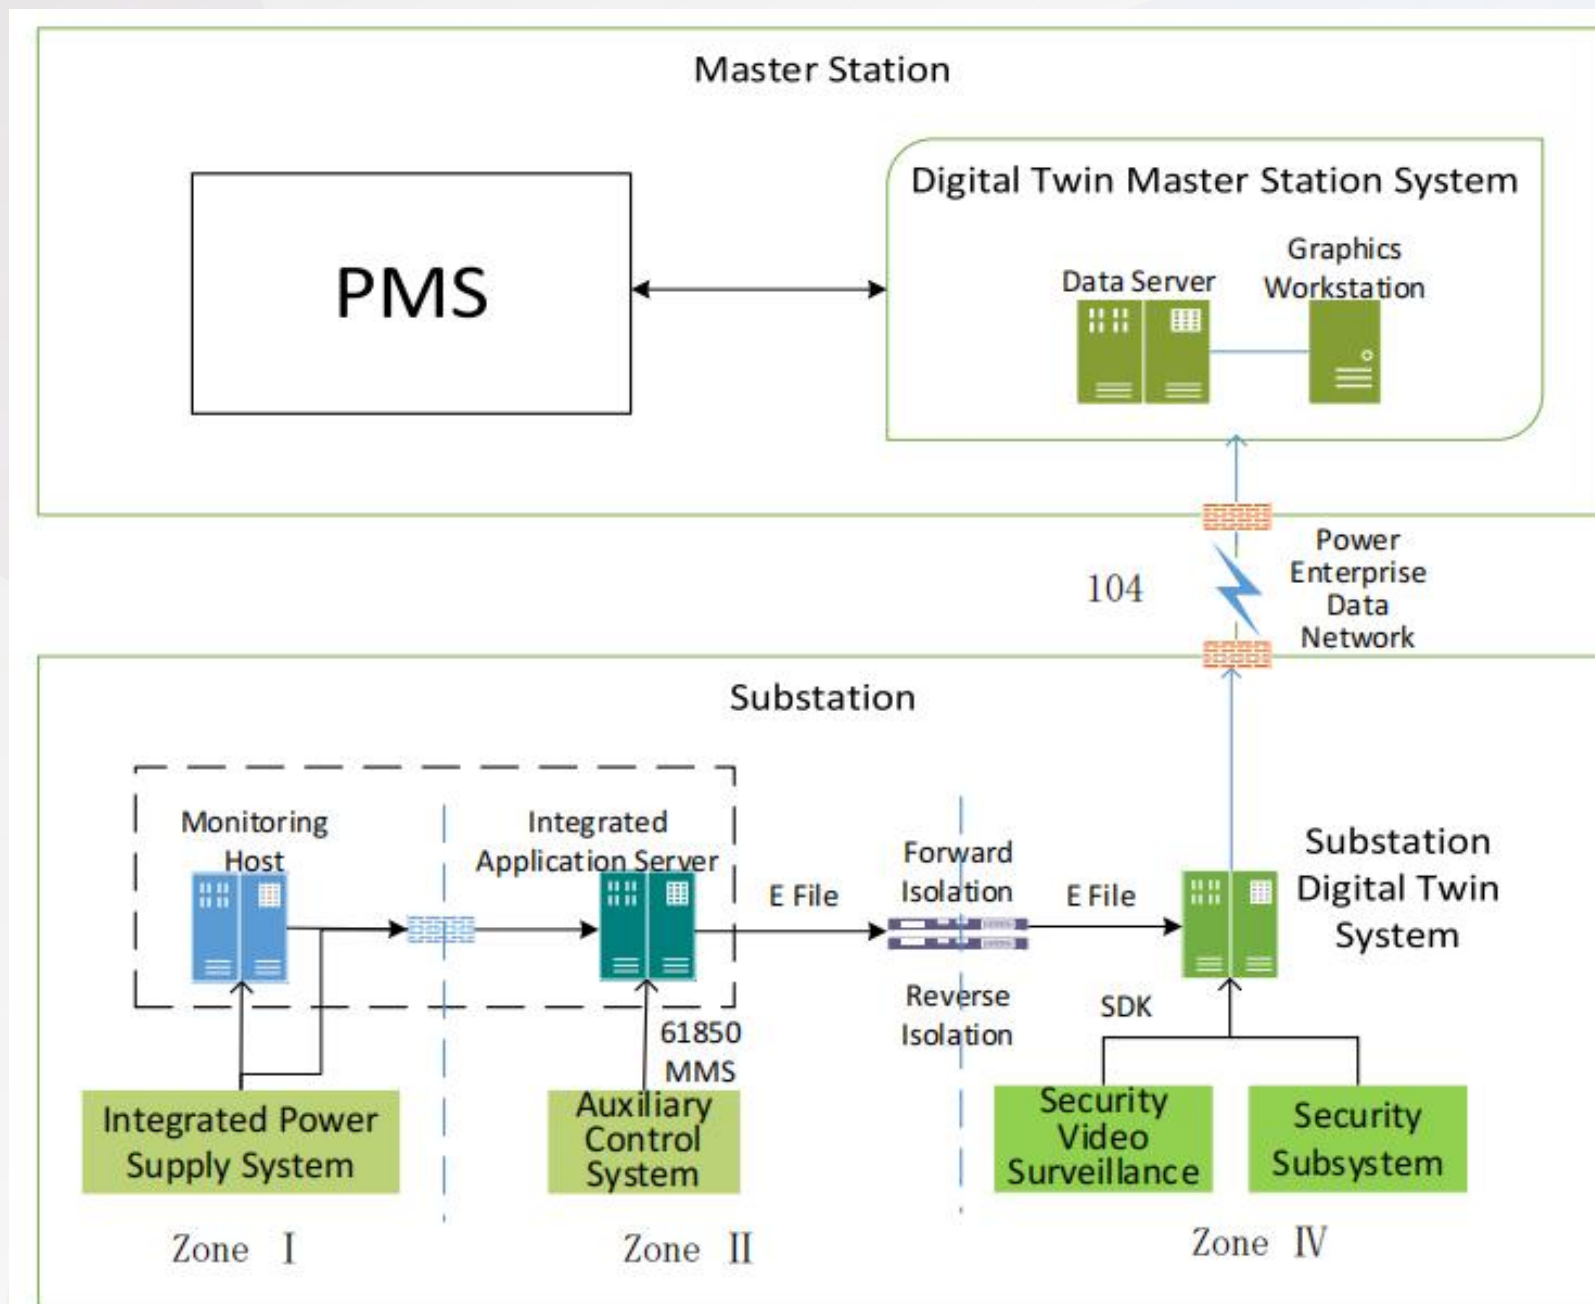 Master Station
PMS
Digital Twin Master Station System
Data Server
Graphics
Workstation
104
Power
Enterprise
Data
Network
Substation
Monitoring
Host
Integrated
Application Server
E File
Forward
Isolation
Reverse
Isolation
E File
Substation
Digital Twin
System
61850
MMS
SDK
Integrated Power
Supply System
Auxiliary
Control
System
Security
Video
Surveillance
Security
Subsystem
Zone Ⅰ
Zone Ⅱ
Zone Ⅳ